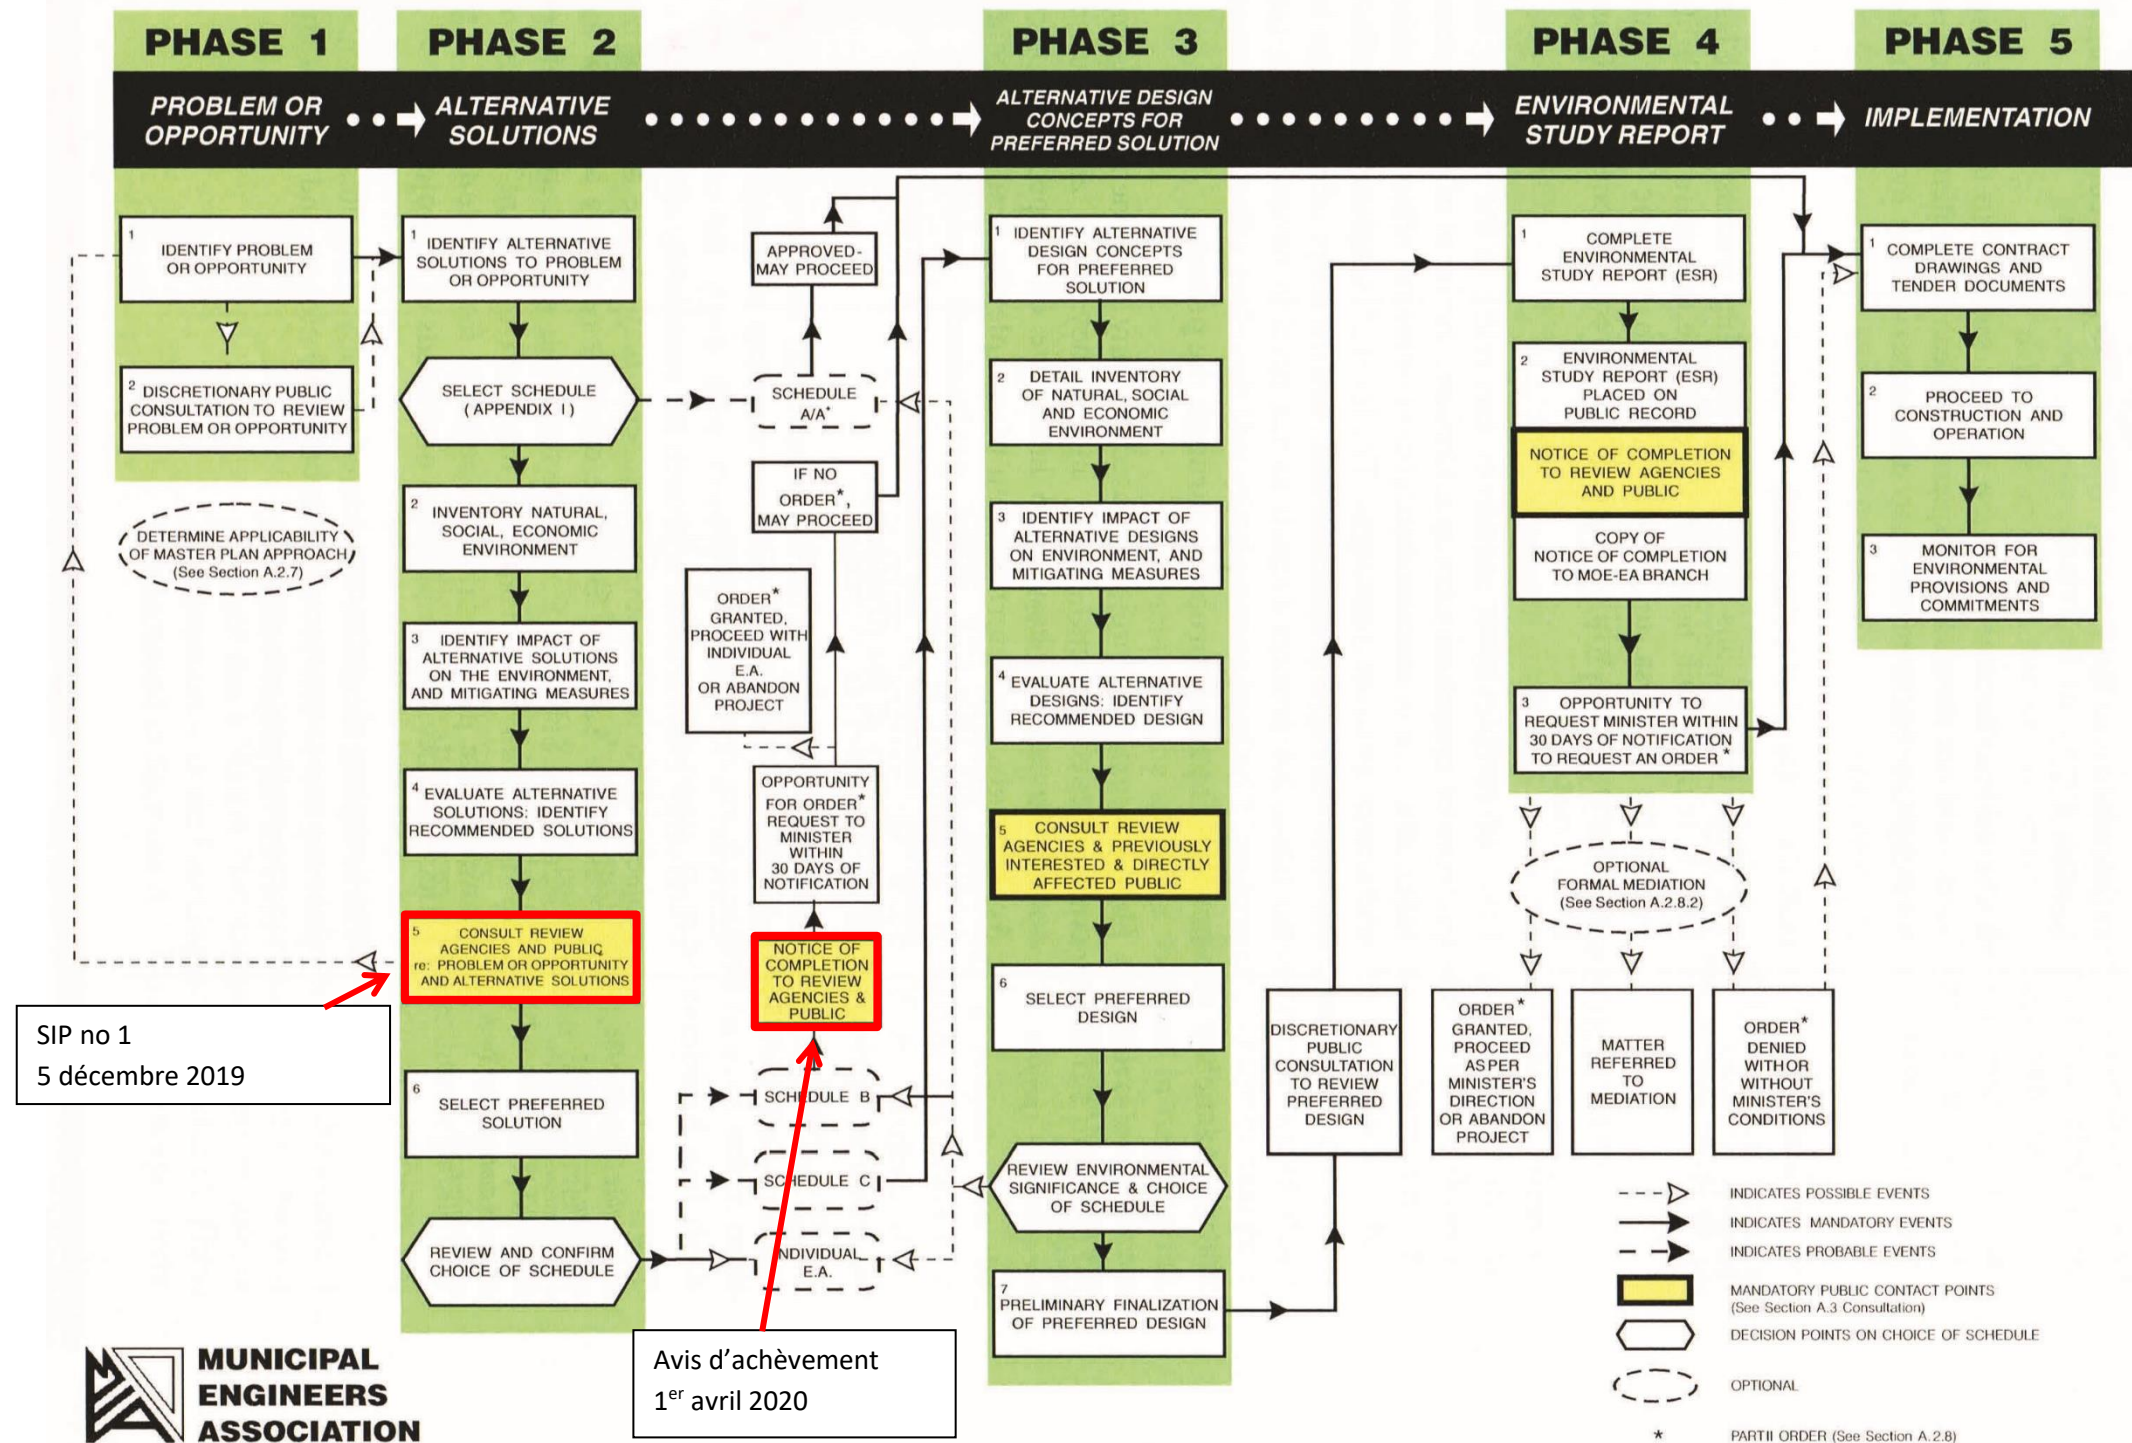 PHASE 1
PROBLEM OR
OPPORTUNITY
1
IDENTIFY PROBLEM
OR OPPORTUNITY
2
DISCRETIONARY PUBLIC
CONSULTATION TO REVIEW
PROBLEM OR OPPORTUNITY
DETERMINE APPLICABILITY
OF MASTER PLAN APPROACH
(See Section A.2.7)
PHASE 2
ALTERNATIVE
SOLUTIONS
1
IDENTIFY ALTERNATIVE
SOLUTIONS TO PROBLEM
OR OPPORTUNITY
SELECT SCHEDULE
(APPENDIX I)
2
INVENTORY NATURAL,
SOCIAL, ECONOMIC
ENVIRONMENT
3
IDENTIFY IMPACT OF
ALTERNATIVE SOLUTIONS
ON THE ENVIRONMENT,
AND MITIGATING MEASURES
4
EVALUATE ALTERNATIVE
SOLUTIONS: IDENTIFY
RECOMMENDED SOLUTIONS
5
CONSULT REVIEW
AGENCIES AND PUBLIC
re: PROBLEM OR OPPORTUNITY
AND ALTERNATIVE SOLUTIONS
SIP no 1
5 décembre 2019
6
SELECT PREFERRED
SOLUTION
REVIEW AND CONFIRM
CHOICE OF SCHEDULE
APPROVED-
MAY PROCEED
SCHEDULE
A/A+
IF NO
ORDER*,
MAY PROCEED
ORDER*
GRANTED,
PROCEED WITH
INDIVIDUAL
E.A.
OR ABANDON
PROJECT
OPPORTUNITY
FOR ORDER*
REQUEST TO
MINISTER
WITHIN
30 DAYS OF
NOTIFICATION
NOTICE OF
COMPLETION
TO REVIEW
AGENCIES &
PUBLIC
SCHEDULE B
SCHEDULE C
INDIVIDUAL
E.A.
Avis d’achèvement
1er avril 2020
PHASE 3
ALTERNATIVE DESIGN
CONCEPTS FOR
PREFERRED SOLUTION
1
IDENTIFY ALTERNATIVE
DESIGN CONCEPTS
FOR PREFERRED
SOLUTION
2
DETAIL INVENTORY
OF NATURAL, SOCIAL
AND ECONOMIC
ENVIRONMENT
3
IDENTIFY IMPACT OF
ALTERNATIVE DESIGNS
ON ENVIRONMENT, AND
MITIGATING MEASURES
4
EVALUATE ALTERNATIVE
DESIGNS: IDENTIFY
RECOMMENDED DESIGN
5
CONSULT REVIEW
AGENCIES & PREVIOUSLY
INTERESTED & DIRECTLY
AFFECTED PUBLIC
6
SELECT PREFERRED
DESIGN
REVIEW ENVIRONMENTAL
SIGNIFICANCE & CHOICE
OF SCHEDULE
7
PRELIMINARY FINALIZATION
OF PREFERRED DESIGN
DISCRETIONARY
PUBLIC
CONSULTATION
TO REVIEW
PREFERRED
DESIGN
PHASE 4
ENVIRONMENTAL
STUDY REPORT
1
COMPLETE
ENVIRONMENTAL
STUDY REPORT (ESR)
2
ENVIRONMENTAL
STUDY REPORT (ESR)
PLACED ON
PUBLIC RECORD
NOTICE OF COMPLETION
TO REVIEW AGENCIES
AND PUBLIC
COPY OF
NOTICE OF COMPLETION
TO MOE-EA BRANCH
3
OPPORTUNITY TO
REQUEST MINISTER WITHIN
30 DAYS OF NOTIFICATION
TO REQUEST AN ORDER*
OPTIONAL
FORMAL MEDIATION
(See Section A.2.8.2)
ORDER*
GRANTED,
PROCEED
AS PER
MINISTER'S
DIRECTION
OR ABANDON
PROJECT
MATTER
REFERRED
TO
MEDIATION
ORDER*
DENIED
WITH OR
WITHOUT
MINISTER'S
CONDITIONS
PHASE 5
IMPLEMENTATION
1
COMPLETE CONTRACT
DRAWINGS AND
TENDER DOCUMENTS
2
PROCEED TO
CONSTRUCTION AND
OPERATION
3
MONITOR FOR
ENVIRONMENTAL
PROVISIONS AND
COMMITMENTS
INDICATES POSSIBLE EVENTS
INDICATES MANDATORY EVENTS
INDICATES PROBABLE EVENTS
MANDATORY PUBLIC CONTACT POINTS
(See Section A.3 Consultation)
DECISION POINTS ON CHOICE OF SCHEDULE
OPTIONAL
* PART II ORDER (See Section A.2.8)
MEA
MUNICIPAL
ENGINEERS
ASSOCIATION